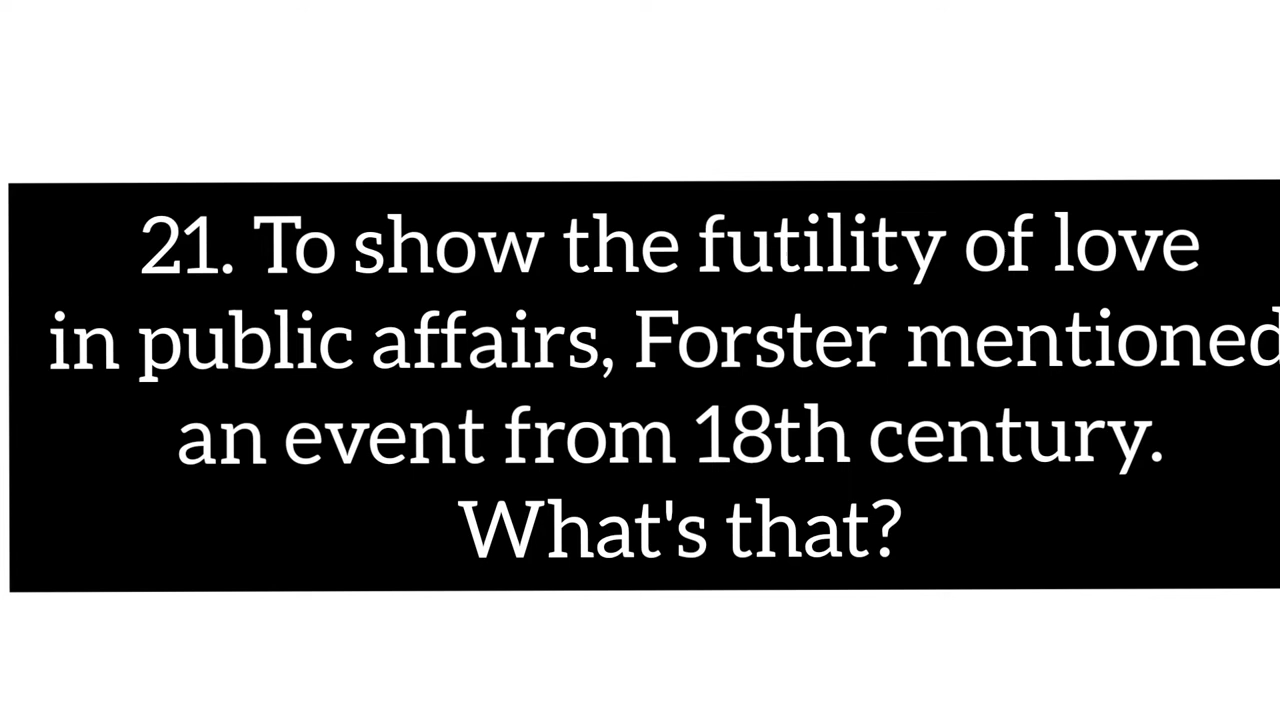 21. To show the futility of love
in public affairs, Forster mentioned
an event from 18th century.
What's that?